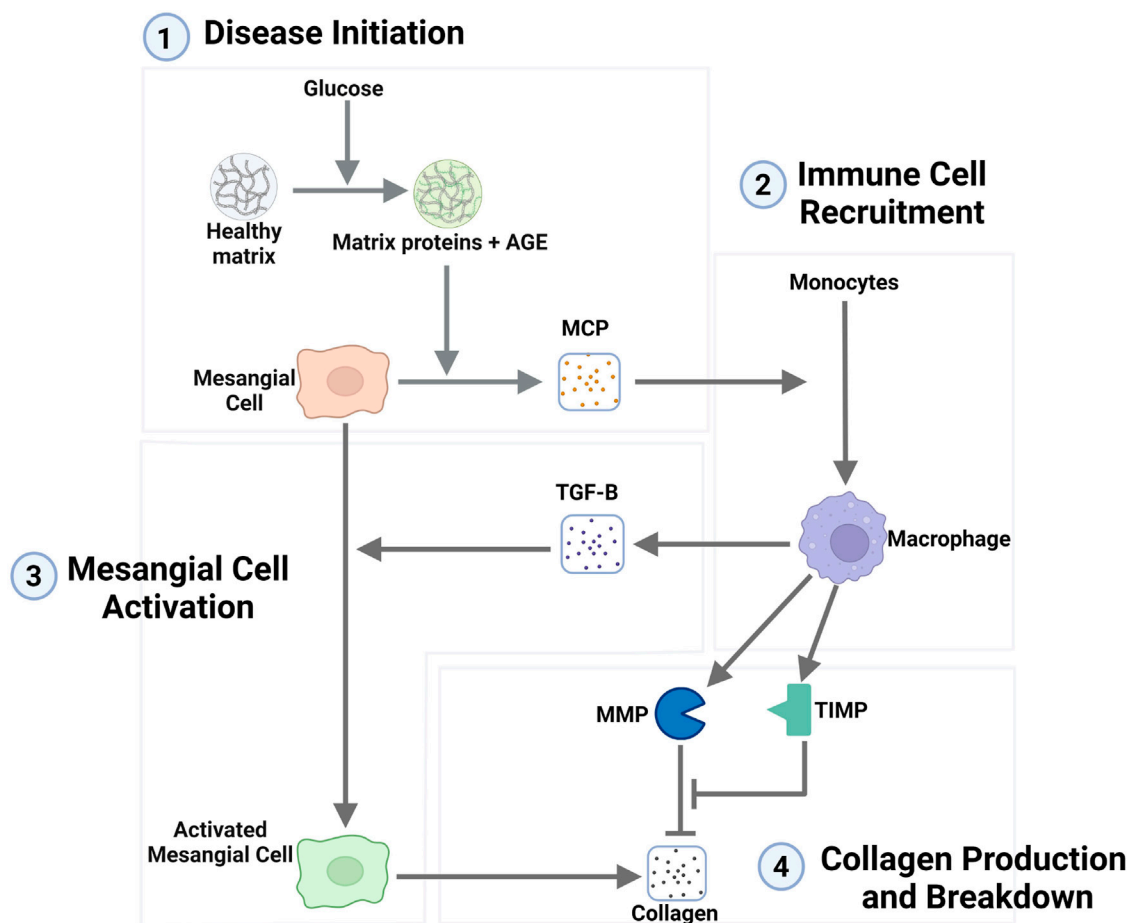 1 Disease Initiation
Glucose
Healthy
matrix
Matrix proteins + AGE
2 Immune Cell
Recruitment
Monocytes
MCP
Mesangial
Cell
TGF-B
Macrophage
3 Mesangial Cell
Activation
MMP
TIMP
Activated
Mesangial Cell
Collagen
4 Collagen Production
and Breakdown